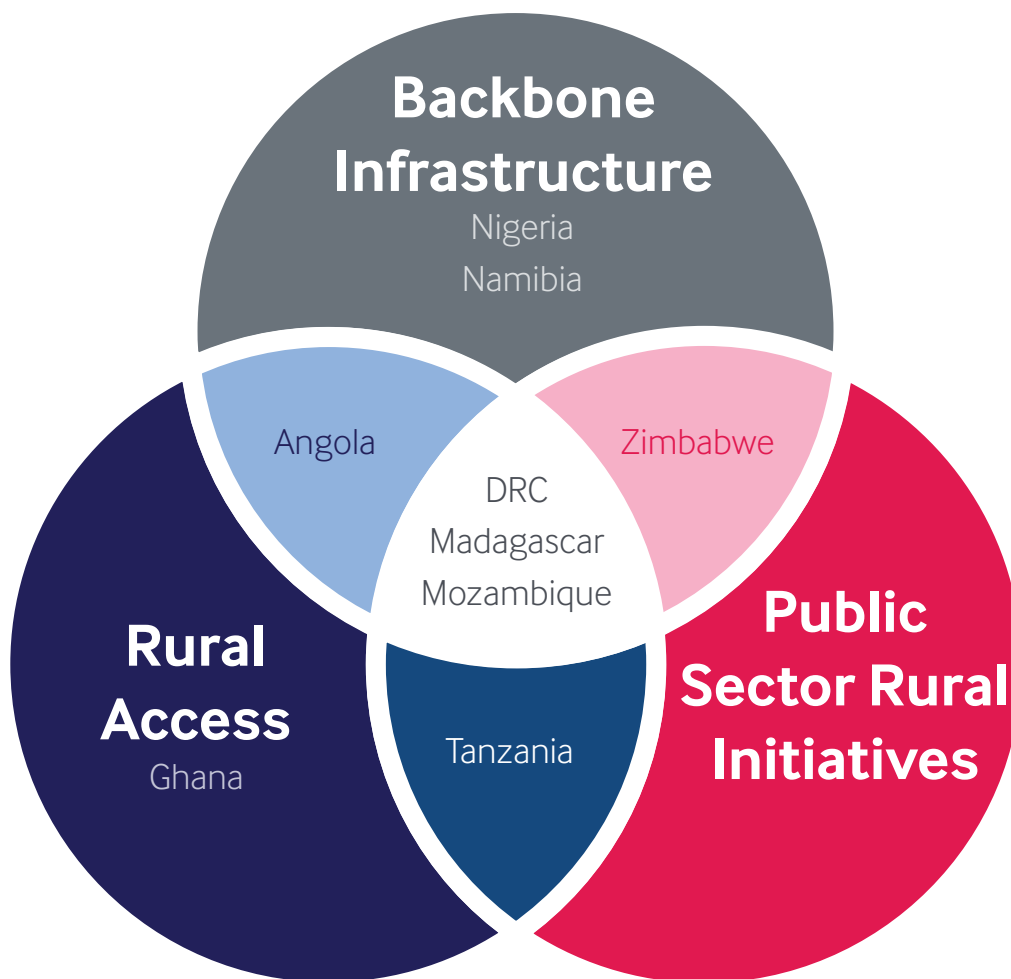 Backbone
Infrastructure
Nigeria
Namibia
Angola
Zimbabwe
DRC
Madagascar
Mozambique
Rural
Access
Ghana
Public
Sector Rural
Initiatives
Tanzania